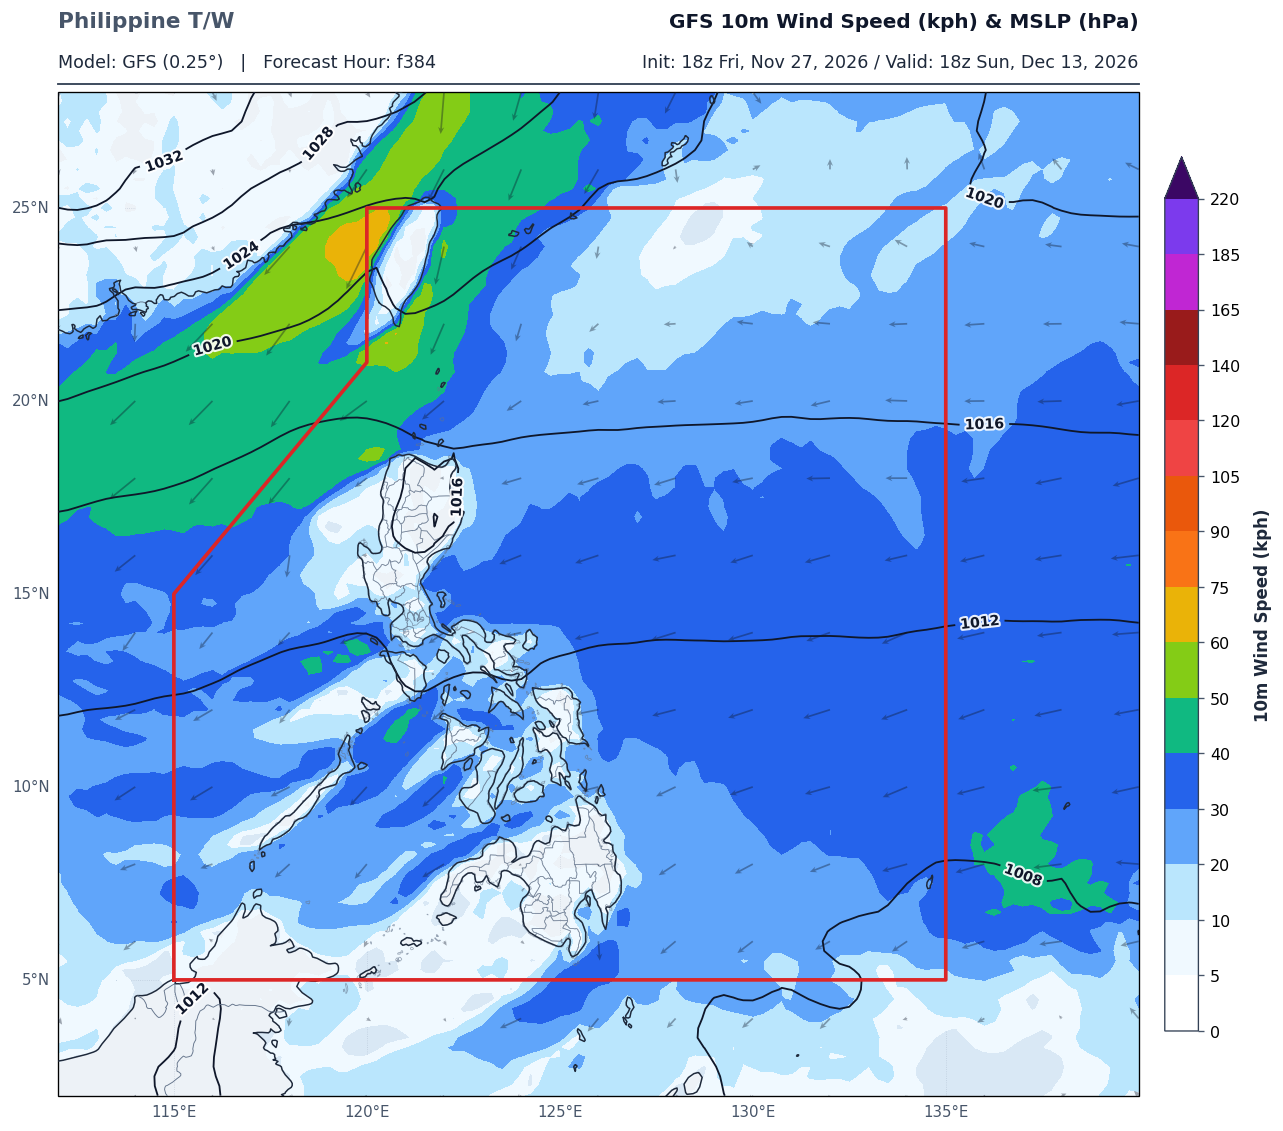 Philippine T/W
GFS 10m Wind Speed (kph) & MSLP (hPa)
Model: GFS (0.25°)   |   Forecast Hour: f384
Init: 18z Fri, Nov 27, 2026 / Valid: 18z Sun, Dec 13, 2026
1032
1028
1024
1020
1020
1016
1016
1012
1008
1012
25°N
20°N
15°N
10°N
5°N
115°E
120°E
125°E
130°E
135°E
220
185
165
140
120
105
90
75
60
50
40
30
20
10
5
0
10m Wind Speed (kph)